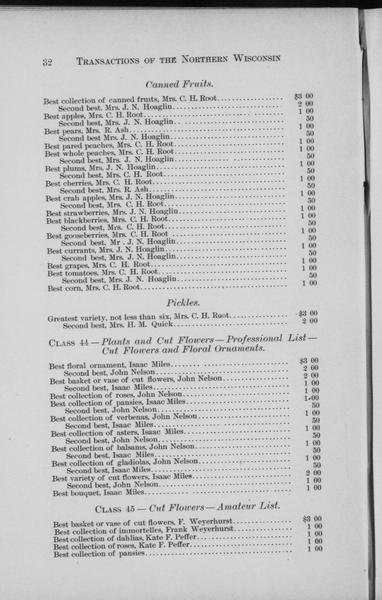 32 TRANSACTIONS OF THE NORTHERN WISCONSIN
Canned Fruits.
Best collection of canned fruits, Mrs. C. H. Root $3 00
Second best, Mrs. J. N. Hoaglin 2 00
Best apples, Mrs. C. H. Root 1 00
Second best, Mrs. J. N. Hoaglin 50
Best pears, Mrs. R. Ash 1 00
Second best Mrs. J. N. Hoaglin 50
Best pared peaches, Mrs. C. H. Root 1 00
Best whole peaches, Mrs. C. H. Root 1 00
Second best, Mrs. J. N. Hoaglin 50
Best plums, Mrs. J. N. Hoaglin 1 00
Second best, Mrs. C. H. Root 50
Best cherries, Mrs. C. H. Root 1 00
Second best, Mrs. R. Ash 50
Best crab apples, Mrs. J. N. Hoaglin 1 00
Second best, Mrs. C. H. Root 50
Best strawberries, Mrs. J. N. Hoaglin 1 00
Best blackberries, Mrs. C. H. Root 00
Second best, Mrs. C. H. Root 50
Best gooseberries, Mrs. C. H. Root 1 00
Second best, Mr . J. N. Hoaglin 50
Best currants, Mrs. J. N. Hoaglin 1 00
Second best, Mrs. J. N. Hoaglin 50
Best grapes, Mrs. C. H. Root 1 00
Best tomatoes, Mrs. C. H. Root 1 00
Second best, Mrs. J. N. Hoaglin 50
Best corn, Mrs. C. H. Root 1 00
Pickles.
Greatest variety, not less than six, Mrs. C. H. Root $3 00
Second best, Mrs. H. M. Quick 2 00
CLASS 44 — Plants and Cut Flowers — Professional List —
Cut Flowers and Floral Ornaments.
Best floral ornament, Isaac Miles $3 00
Second best, John Nelson 2 00
Best basket or vase of cut flowers, John Nelson 2 00
Second best, Isaac Miles 1 00
Best collection of roses, John Nelson 1 00
Best collection of pansies, Isaac Miles 1 00
Second best, John Nelson 50
Best collection of verbenas, John Nelson 1 00
Second best, Isaac Miles 50
Best collection of asters, Isaac Miles 1 00
Second best, John Nelson 50
Best collection of balsams, John Nelson 1 00
Second best, Isaac Miles 50
Best collection of gladiolas, John Nelson 1 00
Second best, Isaac Miles 50
Best variety of cut flowers, Isaac Miles 2 00
Second best, John Nelson 1 00
Best bouquet, Isaac Miles 1 00
CLASS 45 — Cut Flowers — Amateur List.
Best basket or vase of cut flowers, F. Weyerhurst $3 00
Best collection of immortelles, Frank Weyerhurst 1 00
Best collection of dahlias, Kate F. Peffer 1 00
Best collection of roses, Kate F. Peffer 1 00
Best collection of pansies 1 00